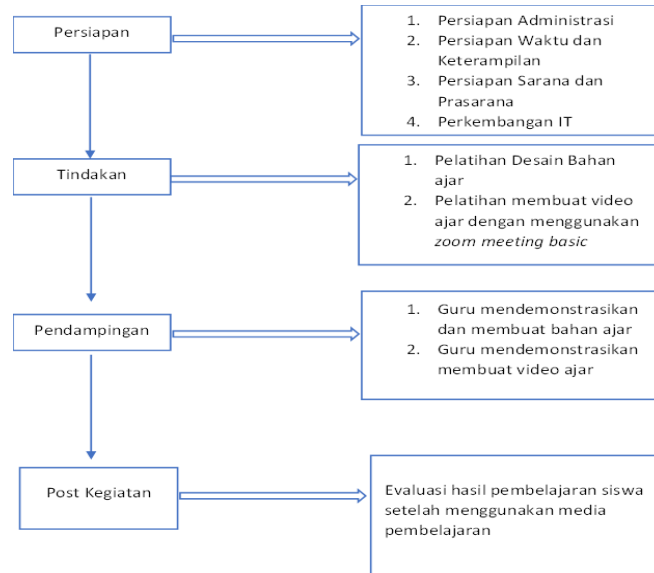 Persiapan
1. Persiapan Administrasi
2. Persiapan Waktu dan
Keterampilan
3. Persiapan Sarana dan
Prasarana
4. Perkembangan IT
Tindakan
1. Pelatihan Desain Bahan
ajar
2. Pelatihan membuat video
ajar dengan menggunakan
zoom meeting basic
Pendampingan
1. Guru mendemonstrasikan
dan membuat bahan ajar
2. Guru mendemonstrasikan
membuat video ajar
Post Kegiatan
Evaluasi hasil pembelajaran siswa
setelah menggunakan media
pembelajaran